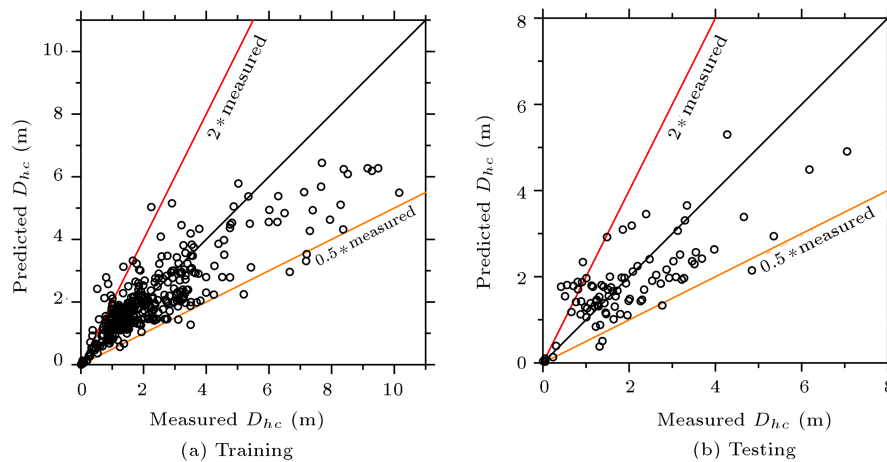 10
8
6
4
2
0
0 2 4 6 8 10
Predicted D_hc (m)
Measured D_hc (m)
2*measured
0.5*measured
(a) Training
8
6
4
2
0
0 2 4 6 8
Predicted D_hc (m)
Measured D_hc (m)
2*measured
0.5*measured
(b) Testing